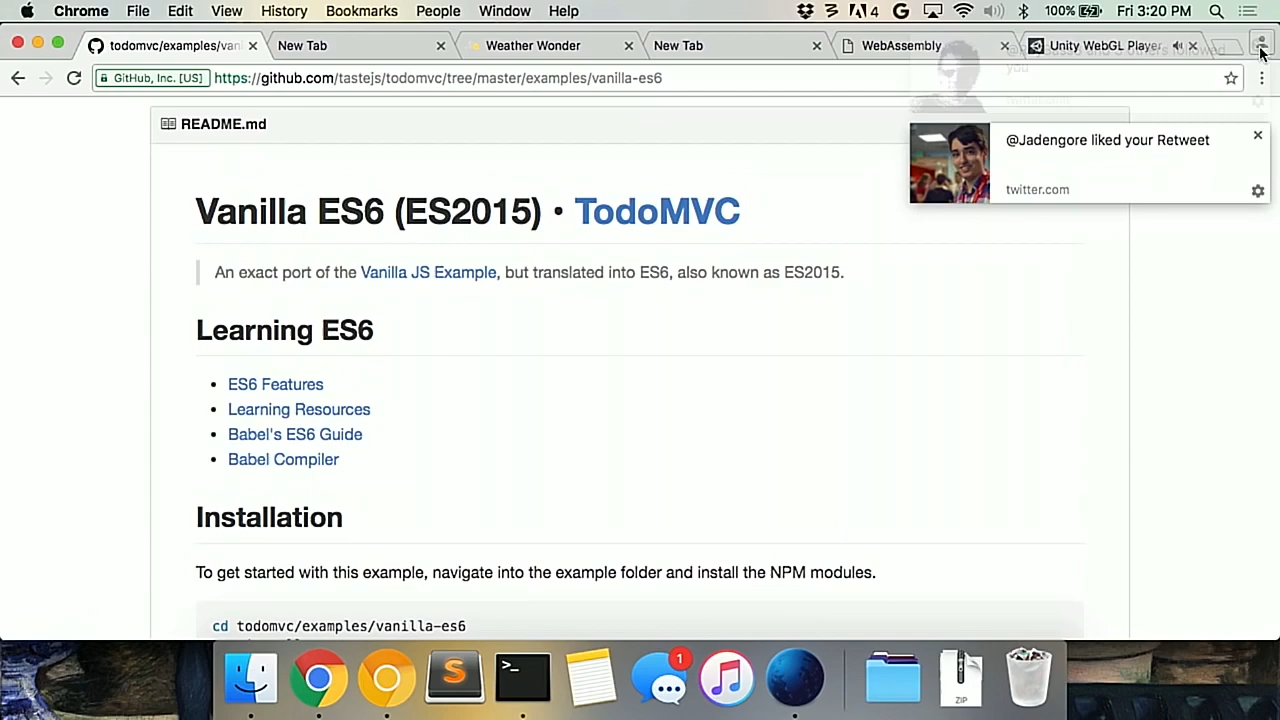 Chrome File Edit View History Bookmarks People Window Help 4 100% Fri 3:20 PM
todomvc/examples/vani New Tab Weather Wonder New Tab WebAssembly Unity WebGL Player
GitHub, Inc. [US] https://github.com/tastejs/todomvc/tree/master/examples/vanilla-es6
followed
you
@Jadengore liked your Retweet
twitter.com
README.md
Vanilla ES6 (ES2015) • TodoMVC
An exact port of the Vanilla JS Example, but translated into ES6, also known as ES2015.
Learning ES6
• ES6 Features
• Learning Resources
• Babel's ES6 Guide
• Babel Compiler
Installation
To get started with this example, navigate into the example folder and install the NPM modules.
cd todomvc/examples/vanilla-es6
1
ZIP